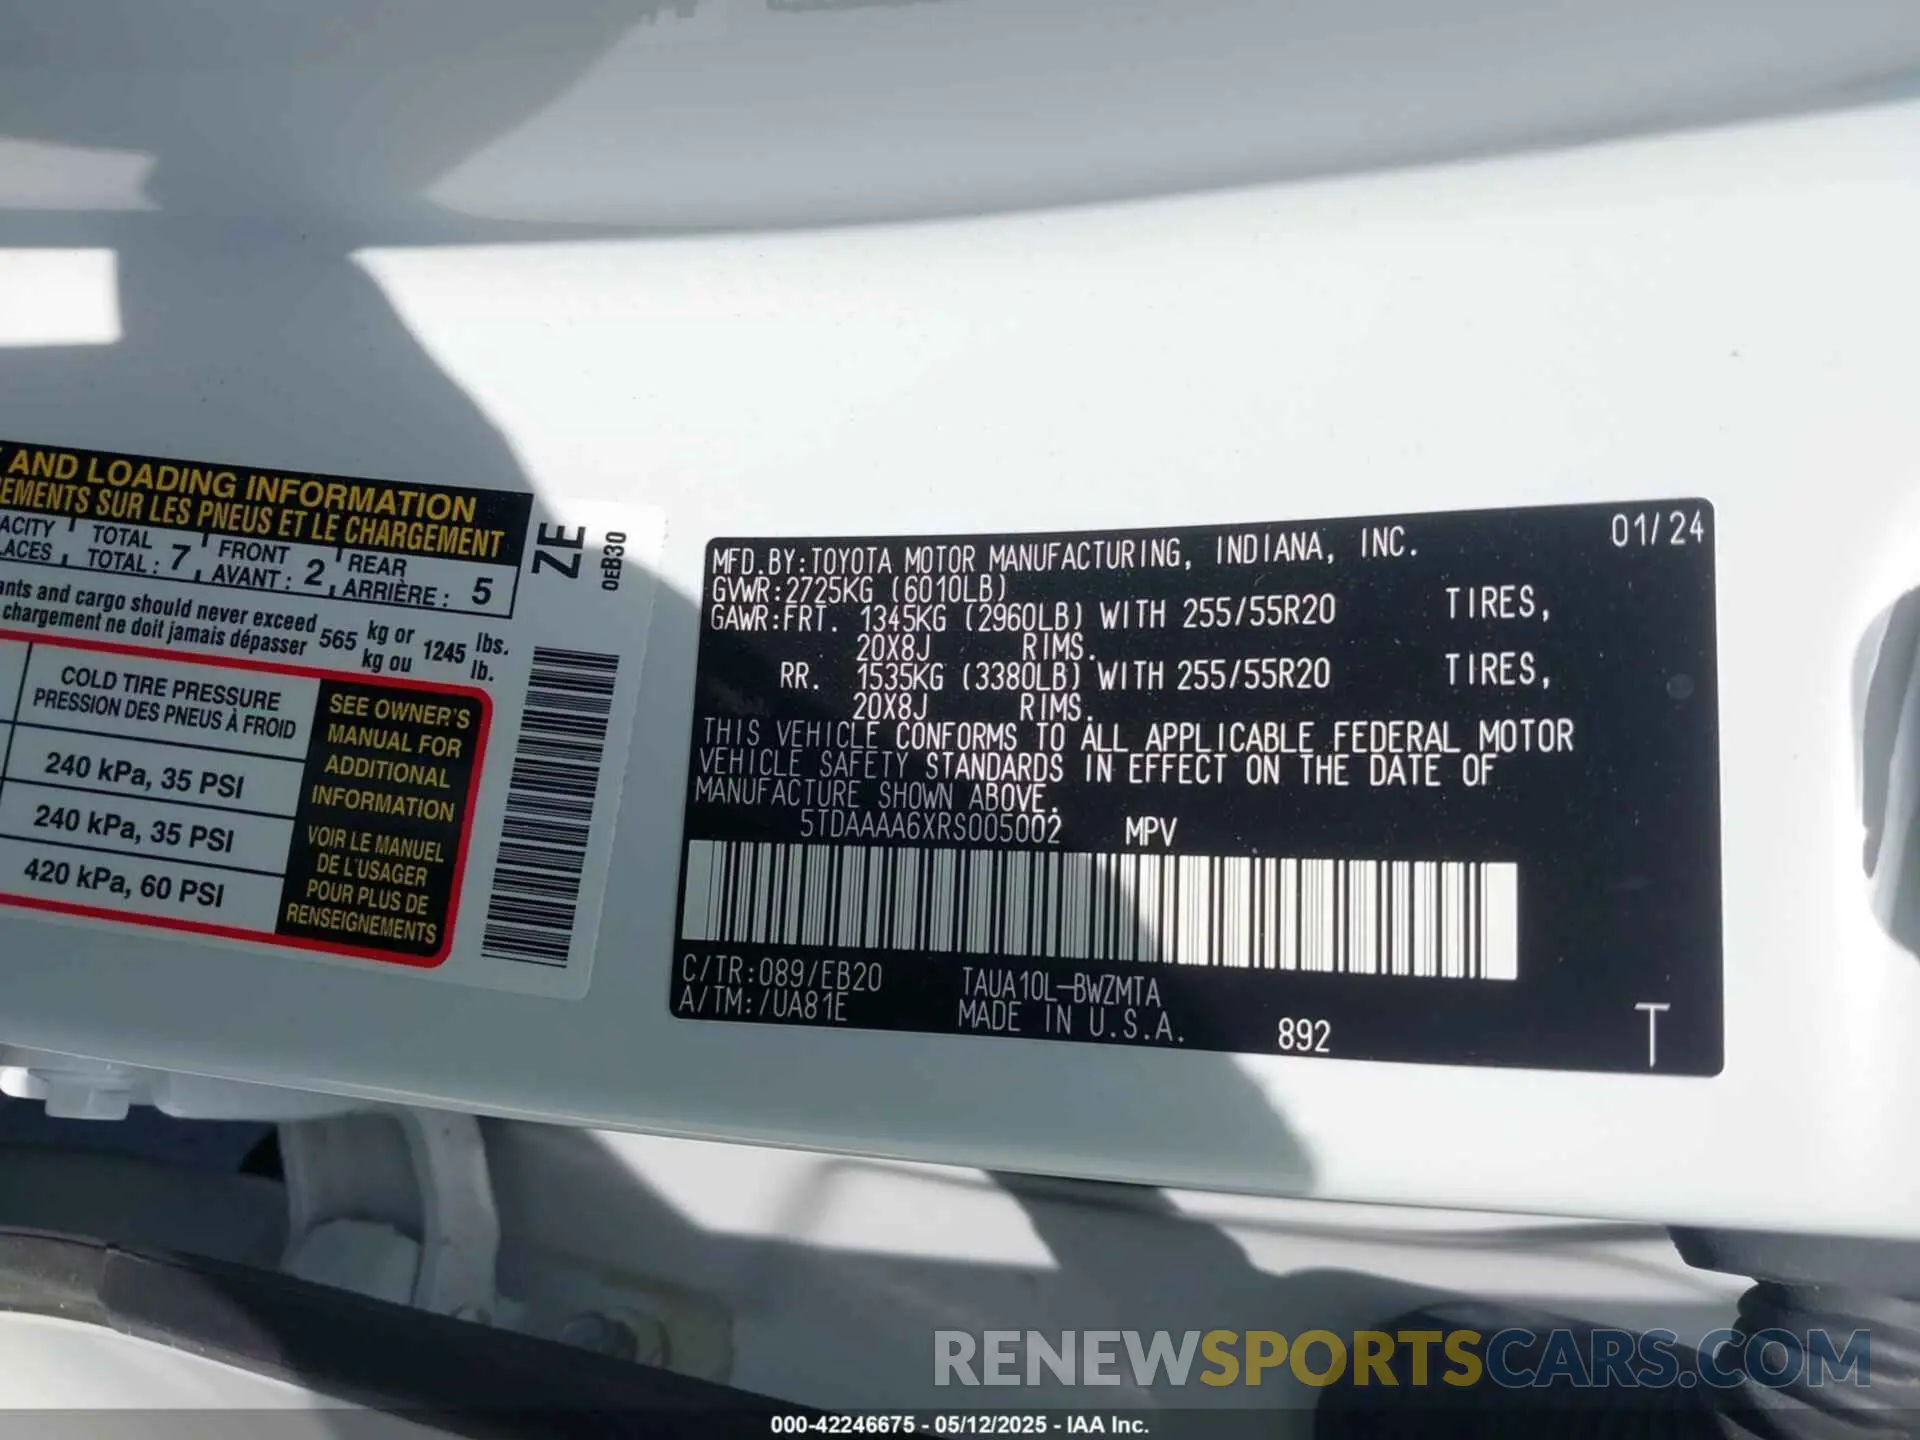 AND LOADING INFORMATION
EMENTS SUR LES PNEUS ET LE CHARGEMENT
ACITY TOTAL FRONT REAR
LACES TOTAL : 7 AVANT : 2 ARRIÈRE : 5
ants and cargo should never exceed 565 kg or 1245 lbs.
chargement ne doit jamais dépasser kg ou lb.
COLD TIRE PRESSURE
PRESSION DES PNEUS À FROID
240 kPa, 35 PSI
240 kPa, 35 PSI
420 kPa, 60 PSI
SEE OWNER'S
MANUAL FOR
ADDITIONAL
INFORMATION
VOIR LE MANUEL
DE L'USAGER
POUR PLUS DE
RENSEIGNEMENTS
ZE
0EB30
01/24
MFD.BY:TOYOTA MOTOR MANUFACTURING, INDIANA, INC.
GVWR:2725KG (6010LB)
GAWR:FRT. 1345KG (2960LB) WITH 255/55R20 TIRES,
20X8J RIMS.
RR. 1535KG (3380LB) WITH 255/55R20 TIRES,
20X8J RIMS.
THIS VEHICLE CONFORMS TO ALL APPLICABLE FEDERAL MOTOR
VEHICLE SAFETY STANDARDS IN EFFECT ON THE DATE OF
MANUFACTURE SHOWN ABOVE.
5TDAAAA6XRS005002 MPV
C/TR:089/EB20 TAUA10L-BWZMTA
A/TM:/UA81E MADE IN U.S.A. 892
T
RENEWSPORTSCARS.COM
000-42246675 - 05/12/2025 - IAA Inc.